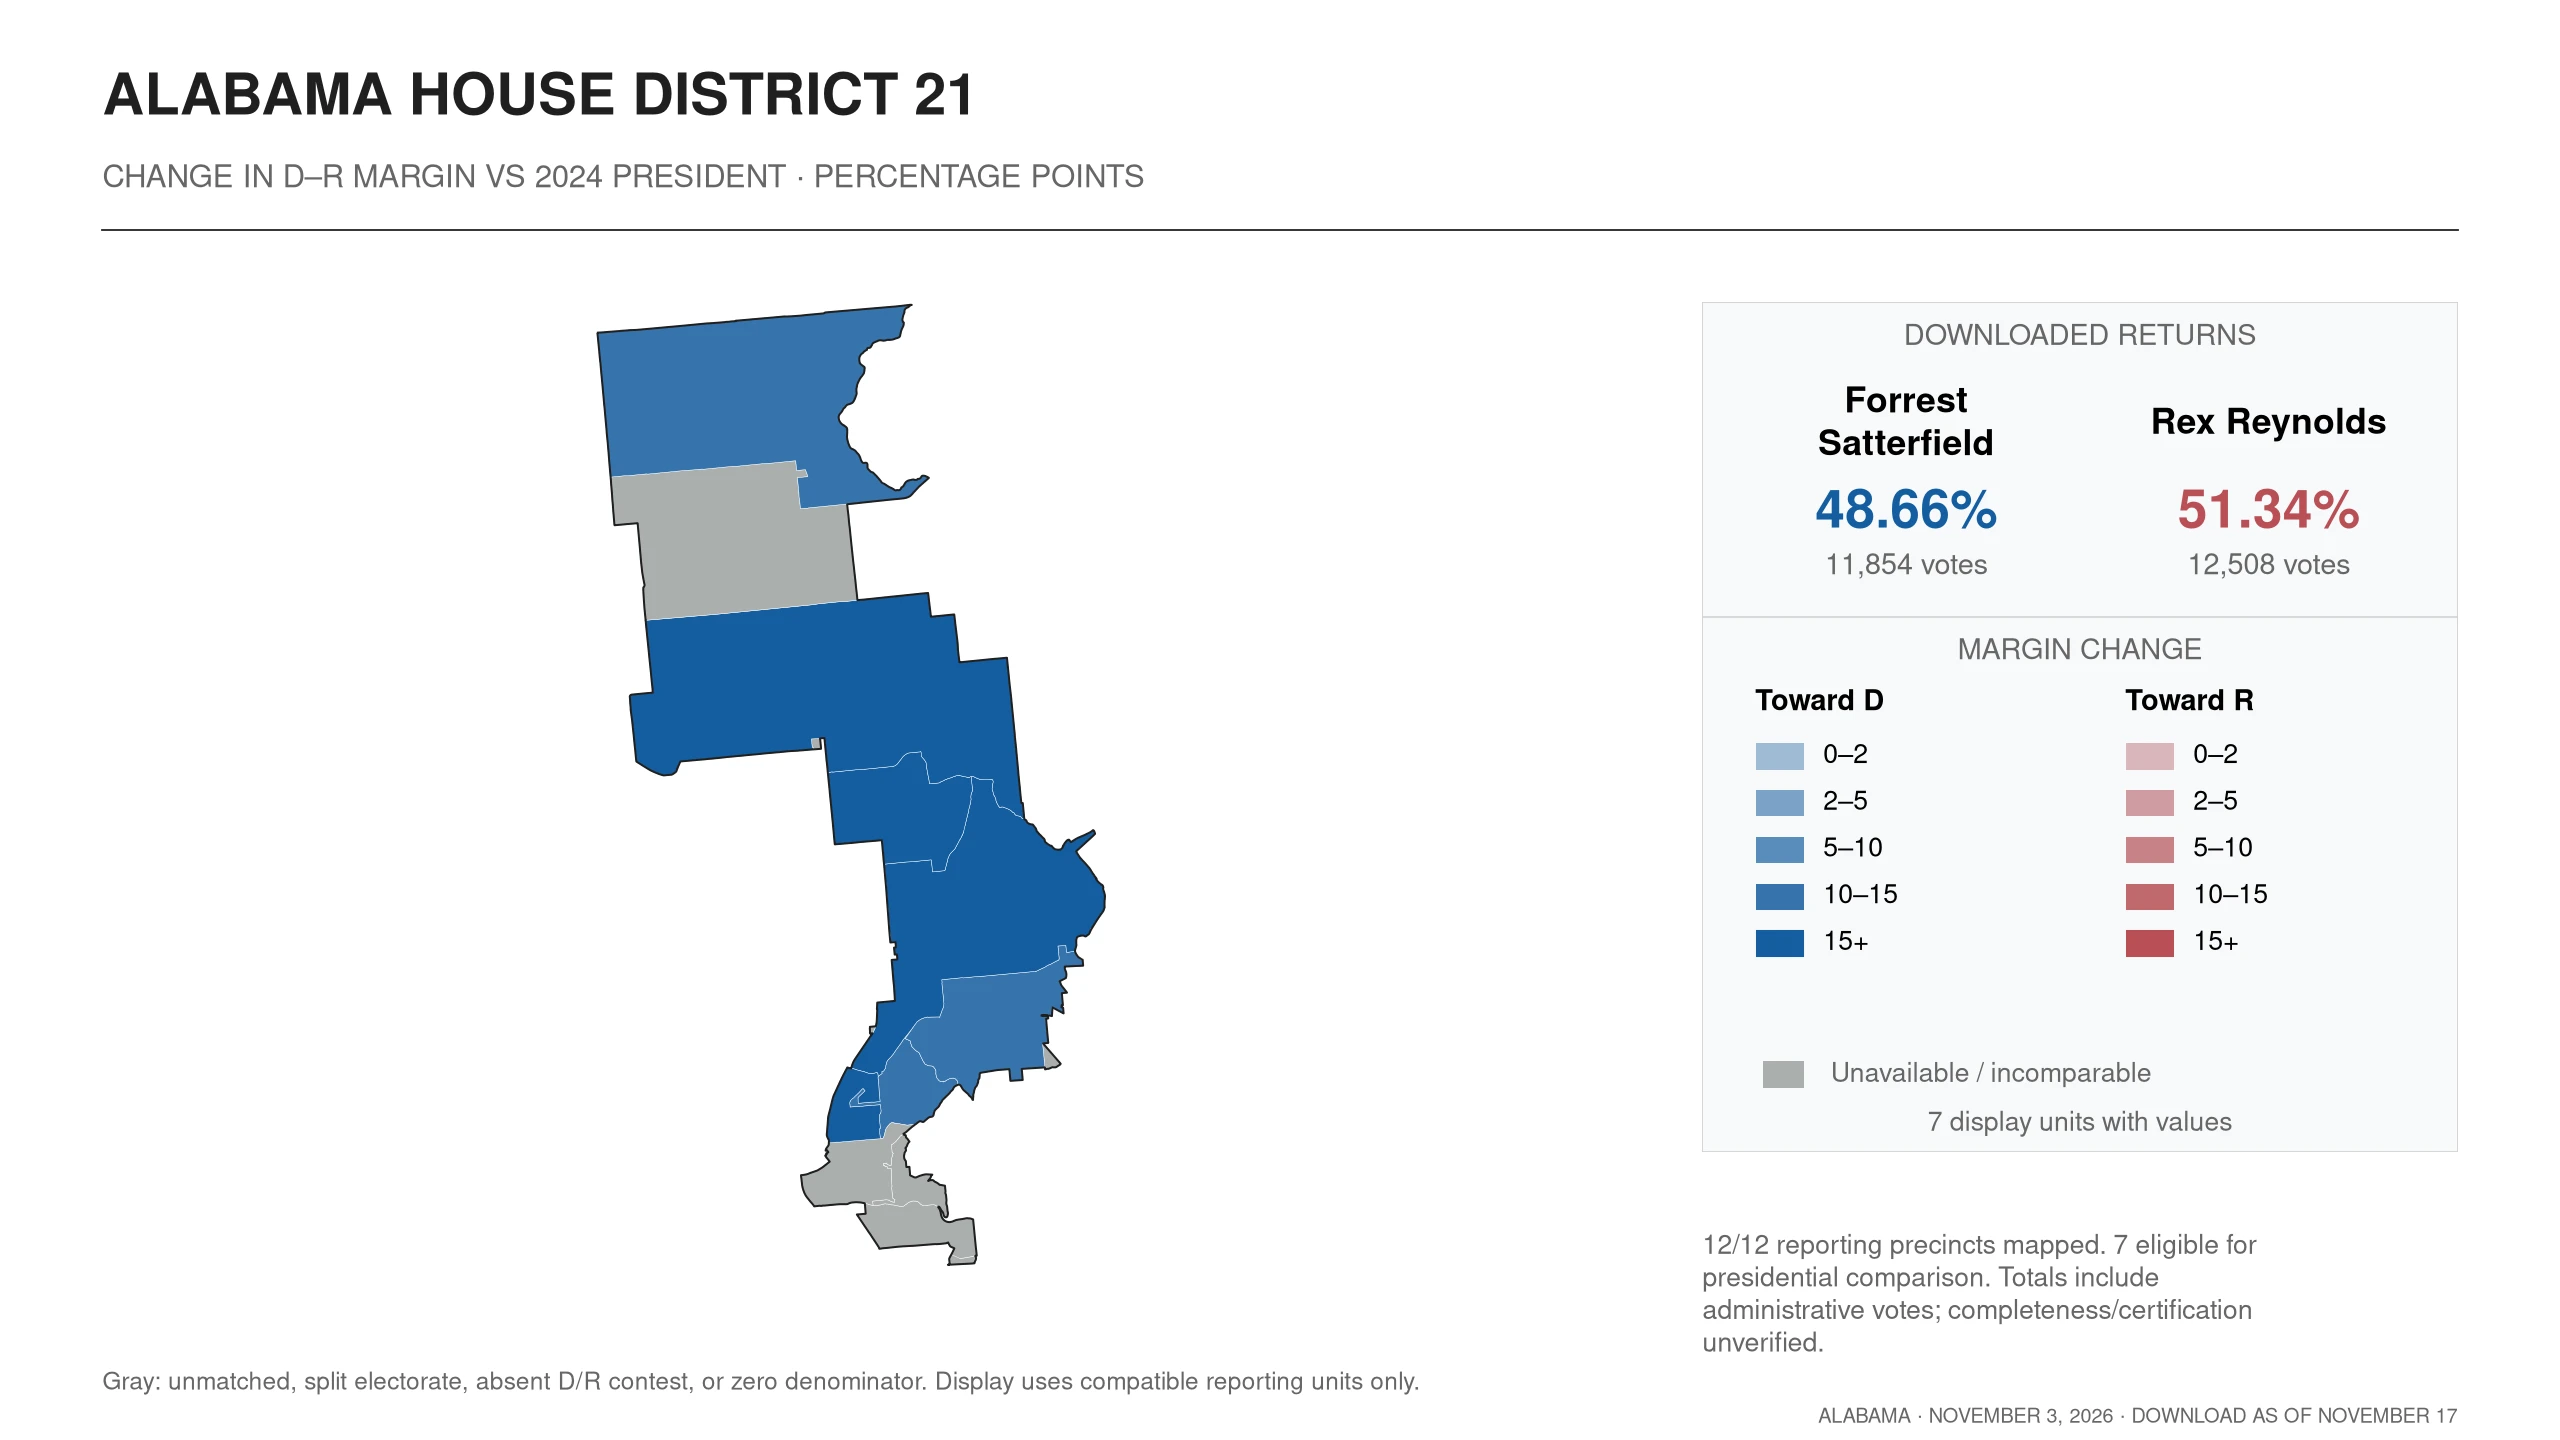 ALABAMA HOUSE DISTRICT 21
CHANGE IN D–R MARGIN VS 2024 PRESIDENT · PERCENTAGE POINTS
DOWNLOADED RETURNS
Forrest
Satterfield
48.66%
11,854 votes
Rex Reynolds
51.34%
12,508 votes
MARGIN CHANGE
Toward D
0–2
2–5
5–10
10–15
15+
Toward R
0–2
2–5
5–10
10–15
15+
Unavailable / incomparable
7 display units with values
12/12 reporting precincts mapped. 7 eligible for
presidential comparison. Totals include
administrative votes; completeness/certification
unverified.
Gray: unmatched, split electorate, absent D/R contest, or zero denominator. Display uses compatible reporting units only.
ALABAMA · NOVEMBER 3, 2026 · DOWNLOAD AS OF NOVEMBER 17